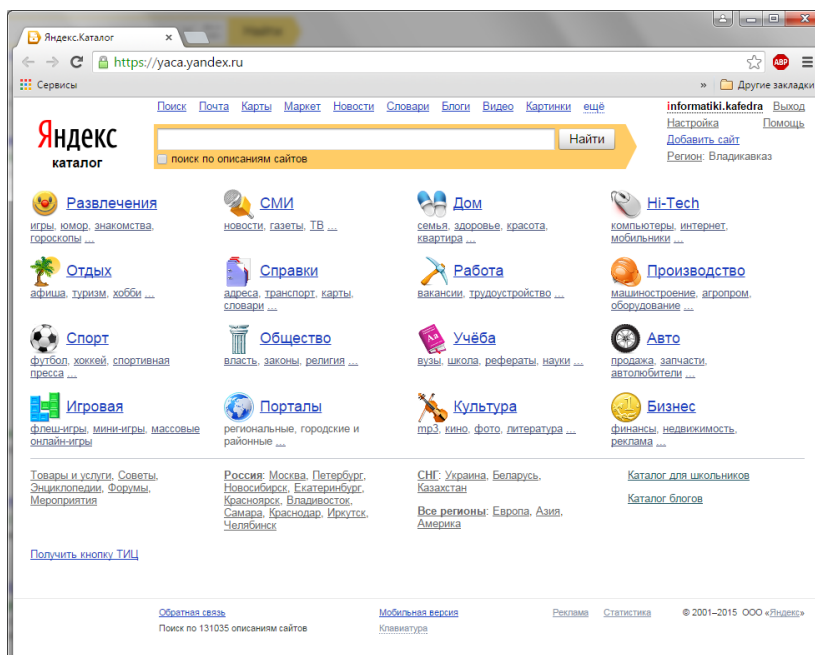 Яндекс.Каталог
https://yaca.yandex.ru
ABP
Сервисы
» Другие закладки
Поиск Почта Карты Маркет Новости Словари Блоги Видео Картинки ещё
informatiki.kafedra Выход
Настройка Помощь
Добавить сайт
Регион: Владикавказ
Яндекс
каталог
Найти
поиск по описаниям сайтов
Развлечения
игры, юмор, знакомства,
гороскопы ...
СМИ
новости, газеты, ТВ ...
Дом
семья, здоровье, красота,
квартира ...
Hi-Tech
компьютеры, интернет,
мобильники ...
Отдых
афиша, туризм, хобби ...
Справки
адреса, транспорт, карты,
словари ...
Работа
вакансии, трудоустройство ...
Производство
машиностроение, агропром,
оборудование ...
Спорт
футбол, хоккей, спортивная
пресса ...
Общество
власть, законы, религия ...
Учёба
вузы, школа, рефераты, науки ...
Авто
продажа, запчасти,
автолюбители ...
Игровая
флеш-игры, мини-игры, массовые
онлайн-игры
Порталы
региональные, городские и
районные ...
Культура
mp3, кино, фото, литература ...
Бизнес
финансы, недвижимость,
реклама ...
Товары и услуги, Советы,
Энциклопедии, Форумы,
Мероприятия
Россия: Москва, Петербург,
Новосибирск, Екатеринбург,
Красноярск, Владивосток,
Самара, Краснодар, Иркутск,
Челябинск
СНГ: Украина, Беларусь,
Казахстан
Все регионы: Европа, Азия,
Америка
Каталог для школьников
Каталог блогов
Получить кнопку ТИЦ
Обратная связь
Поиск по 131035 описаниям сайтов
Мобильная версия
Клавиатура
Реклама Статистика © 2001–2015 ООО «Яндекс»